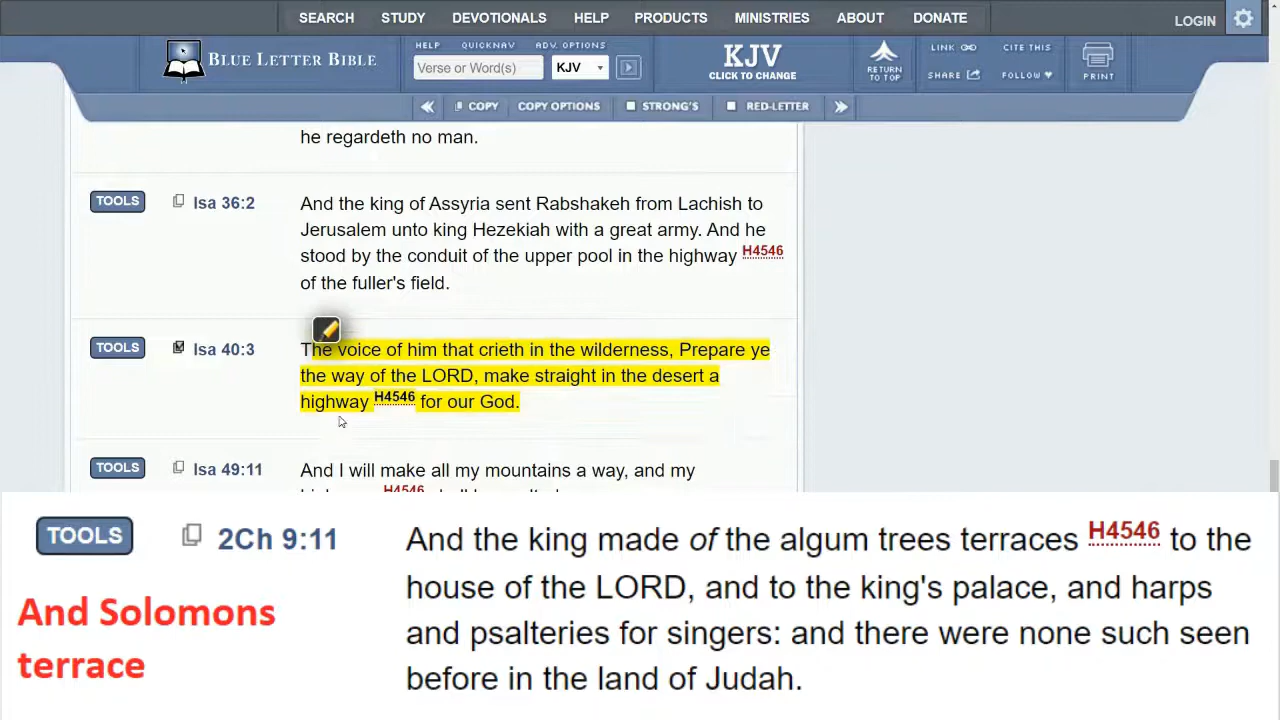 SEARCH STUDY DEVOTIONALS HELP PRODUCTS MINISTRIES ABOUT DONATE
LOGIN
BLUE LETTER BIBLE
HELP QUICKNAV ADV. OPTIONS
Verse or Word(s) KJV
KJV
CLICK TO CHANGE
RETURN
TO TOP
LINK CITE THIS
SHARE FOLLOW
PRINT
COPY COPY OPTIONS STRONG'S RED-LETTER
he regardeth no man.
TOOLS Isa 36:2 And the king of Assyria sent Rabshakeh from Lachish to
Jerusalem unto king Hezekiah with a great army. And he
stood by the conduit of the upper pool in the highway H4546
of the fuller's field.
TOOLS Isa 40:3 The voice of him that crieth in the wilderness, Prepare ye
the way of the LORD, make straight in the desert a
highway H4546 for our God.
TOOLS Isa 49:11 And I will make all my mountains a way, and my
H4546
TOOLS 2Ch 9:11 And the king made of the algum trees terraces H4546 to the
house of the LORD, and to the king's palace, and harps
and psalteries for singers: and there were none such seen
before in the land of Judah.
And Solomons
terrace